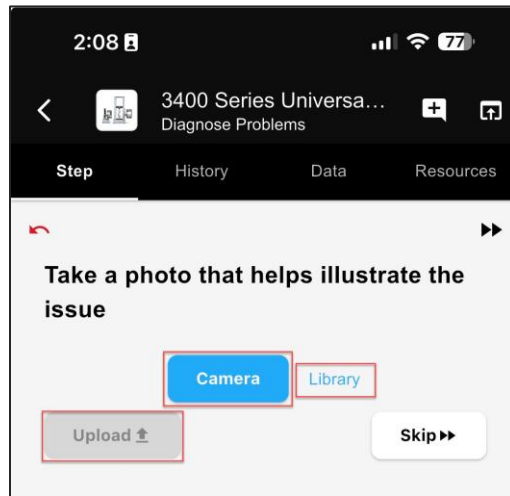 2:08
77
3400 Series Universa...
Diagnose Problems
Step History Data Resources
Take a photo that helps illustrate the
issue
Camera Library
Upload Skip